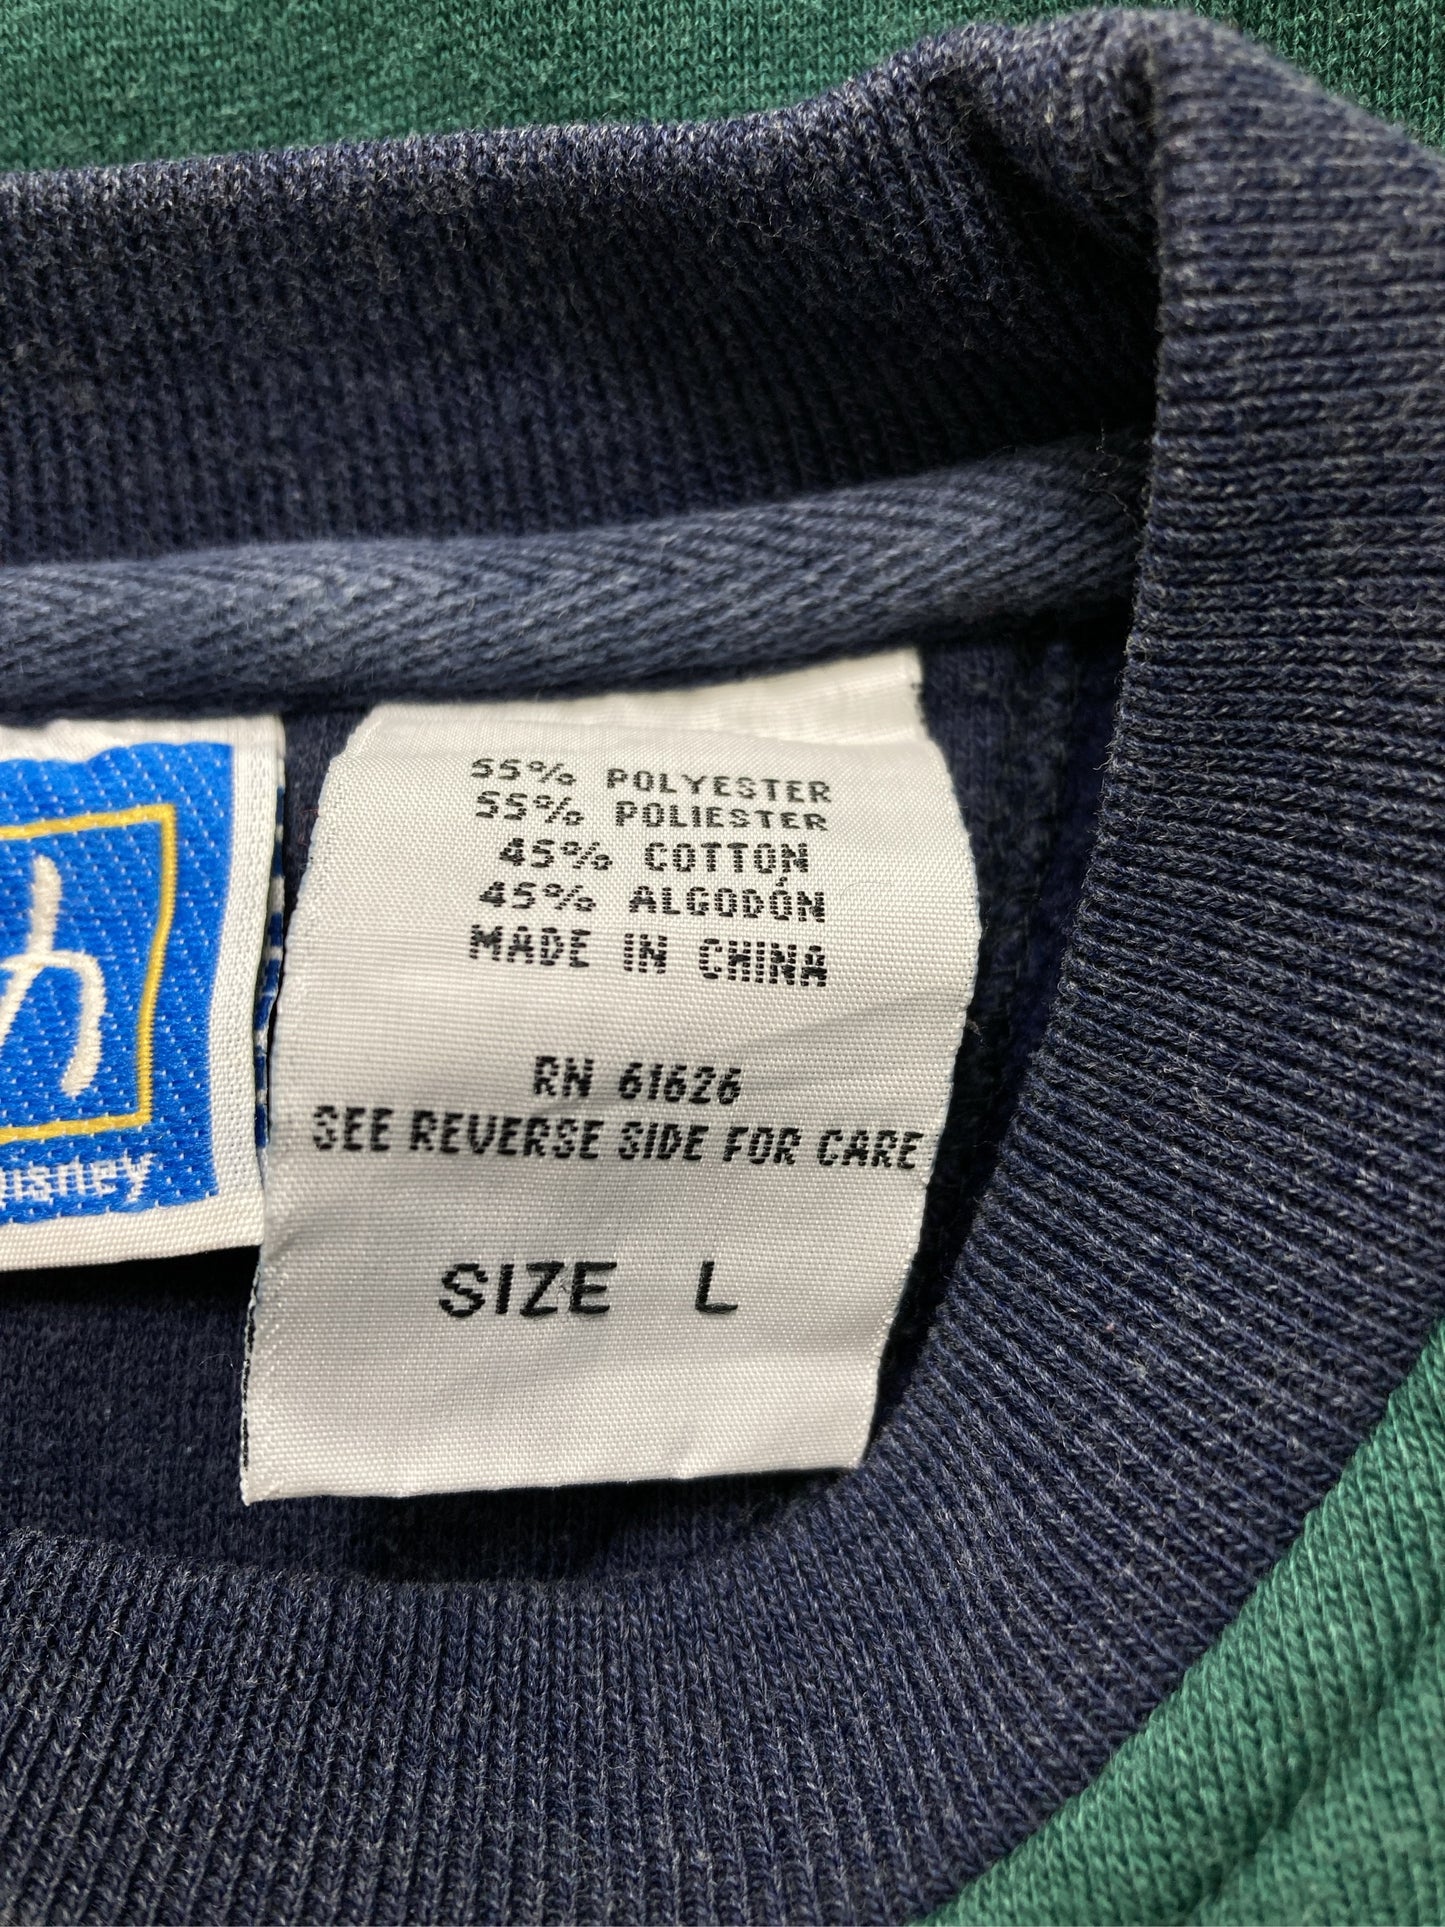 55% POLYESTER
55% POLIESTER
45% COTTON
45% ALGODÓN
MADE IN CHINA
RN 61626
SEE REVERSE SIDE FOR CARE
SIZE L